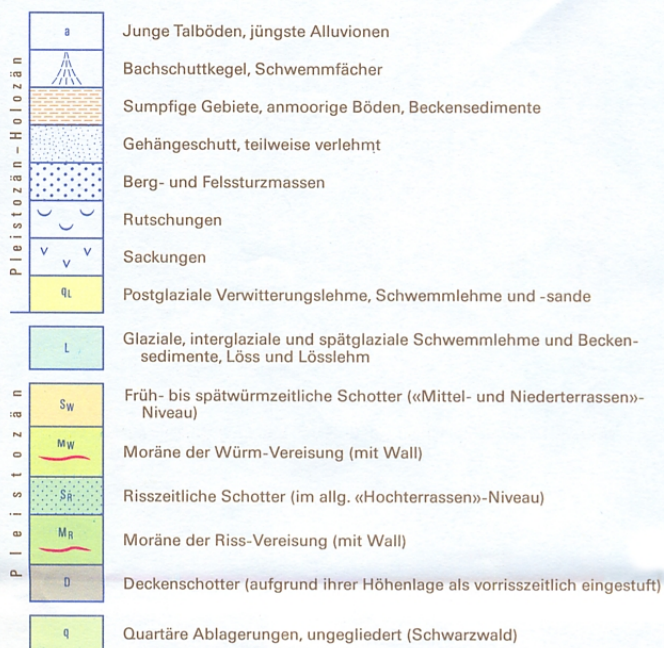 Pleistozän – Holozän
a Junge Talböden, jüngste Alluvionen
Bachschuttkegel, Schwemmfächer
Sumpfige Gebiete, anmoorige Böden, Beckensedimente
Gehängeschutt, teilweise verlehmt
Berg- und Felssturzmassen
Rutschungen
Sackungen
qL Postglaziale Verwitterungslehme, Schwemmlehme und -sande
L Glaziale, interglaziale und spätglaziale Schwemmlehme und Becken-
sedimente, Löss und Lösslehm
Pleistozän
SW Früh- bis spätwürmzeitliche Schotter («Mittel- und Niederterrassen»-
Niveau)
MW Moräne der Würm-Vereisung (mit Wall)
SR Risszeitliche Schotter (im allg. «Hochterrassen»-Niveau)
MR Moräne der Riss-Vereisung (mit Wall)
D Deckenschotter (aufgrund ihrer Höhenlage als vorrisszeitlich eingestuft)
q Quartäre Ablagerungen, ungegliedert (Schwarzwald)